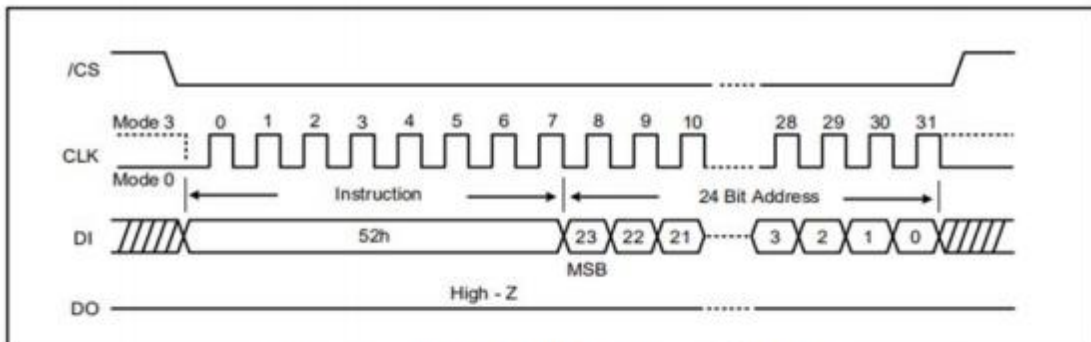 /CS
Mode 3 0 1 2 3 4 5 6 7 8 9 10 28 29 30 31
CLK
Mode 0
Instruction 24 Bit Address
DI 52h 23 22 21 3 2 1 0
MSB
High - Z
DO